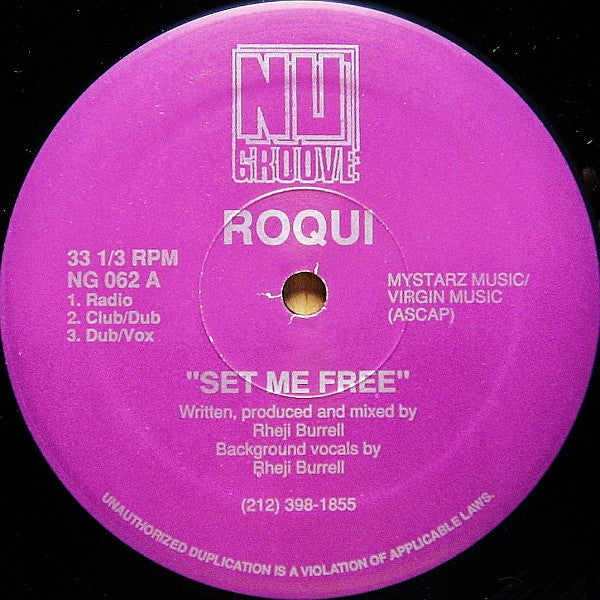 NU
GROOVE
ROQUI
33 1/3 RPM
NG 062 A
1. Radio
2. Club/Dub
3. Dub/Vox
MYSTARZ MUSIC/
VIRGIN MUSIC
(ASCAP)
"SET ME FREE"
Written, produced and mixed by
Rheji Burrell
Background vocals by
Rheji Burrell
(212) 398-1855
UNAUTHORIZED DUPLICATION IS A VIOLATION OF APPLICABLE LAWS.